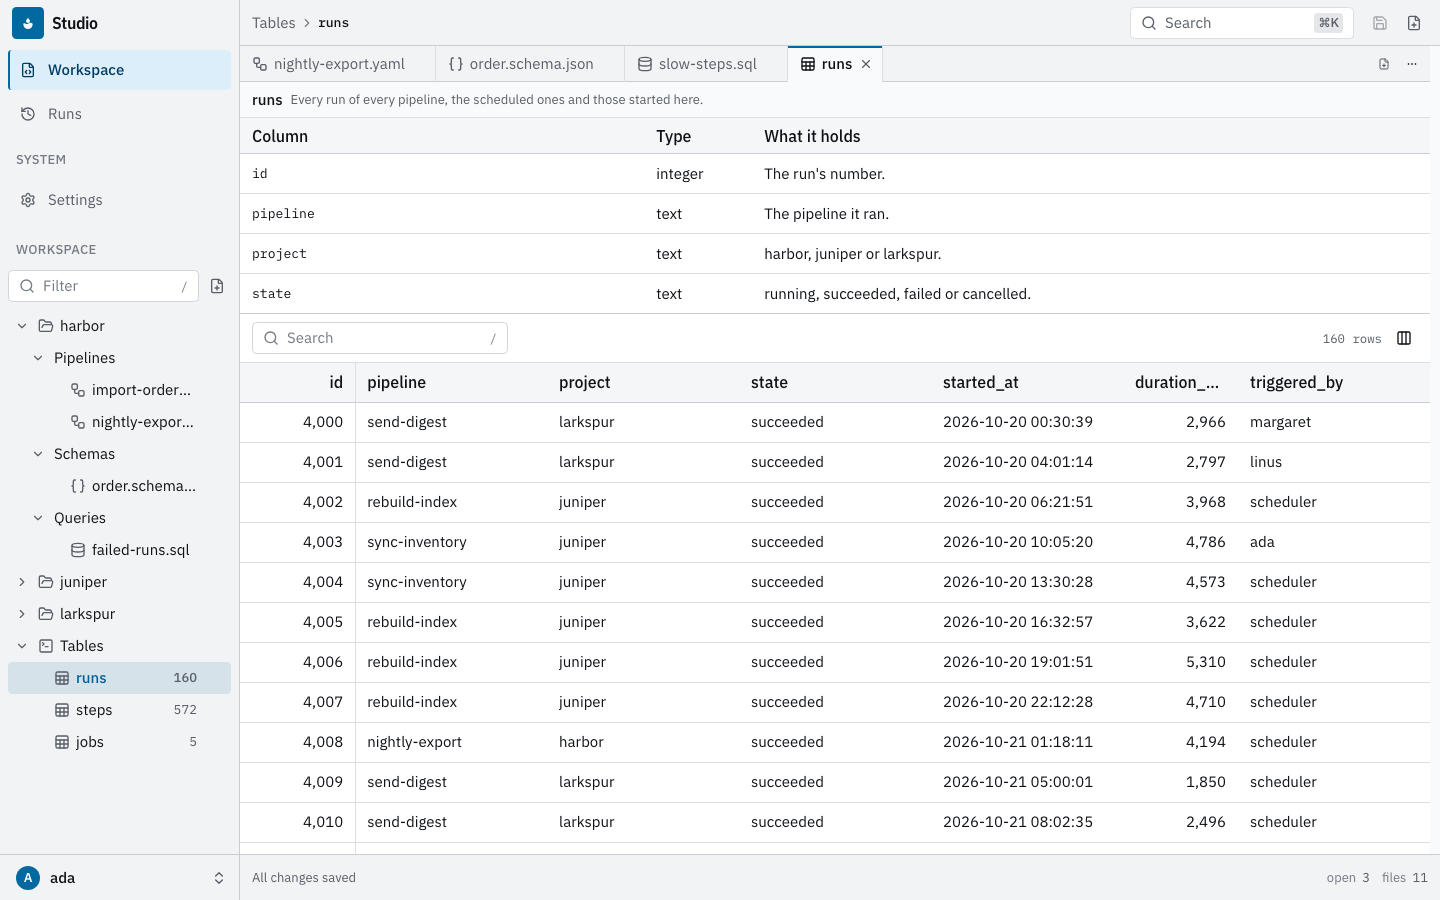 Studio
Tables > runs
Search ⌘K
Workspace
Runs
SYSTEM
Settings
WORKSPACE
Filter /
harbor
Pipelines
import-order...
nightly-expor...
Schemas
order.schema...
Queries
failed-runs.sql
juniper
larkspur
Tables
runs 160
steps 572
jobs 5
A ada
nightly-export.yaml order.schema.json slow-steps.sql runs
runs Every run of every pipeline, the scheduled ones and those started here.
Column Type What it holds
id integer The run's number.
pipeline text The pipeline it ran.
project text harbor, juniper or larkspur.
state text running, succeeded, failed or cancelled.
Search / 160 rows
id pipeline project state started_at duration_... triggered_by
4,000 send-digest larkspur succeeded 2026-10-20 00:30:39 2,966 margaret
4,001 send-digest larkspur succeeded 2026-10-20 04:01:14 2,797 linus
4,002 rebuild-index juniper succeeded 2026-10-20 06:21:51 3,968 scheduler
4,003 sync-inventory juniper succeeded 2026-10-20 10:05:20 4,786 ada
4,004 sync-inventory juniper succeeded 2026-10-20 13:30:28 4,573 scheduler
4,005 rebuild-index juniper succeeded 2026-10-20 16:32:57 3,622 scheduler
4,006 rebuild-index juniper succeeded 2026-10-20 19:01:51 5,310 scheduler
4,007 rebuild-index juniper succeeded 2026-10-20 22:12:28 4,710 scheduler
4,008 nightly-export harbor succeeded 2026-10-21 01:18:11 4,194 scheduler
4,009 send-digest larkspur succeeded 2026-10-21 05:00:01 1,850 scheduler
4,010 send-digest larkspur succeeded 2026-10-21 08:02:35 2,496 scheduler
All changes saved open 3 files 11